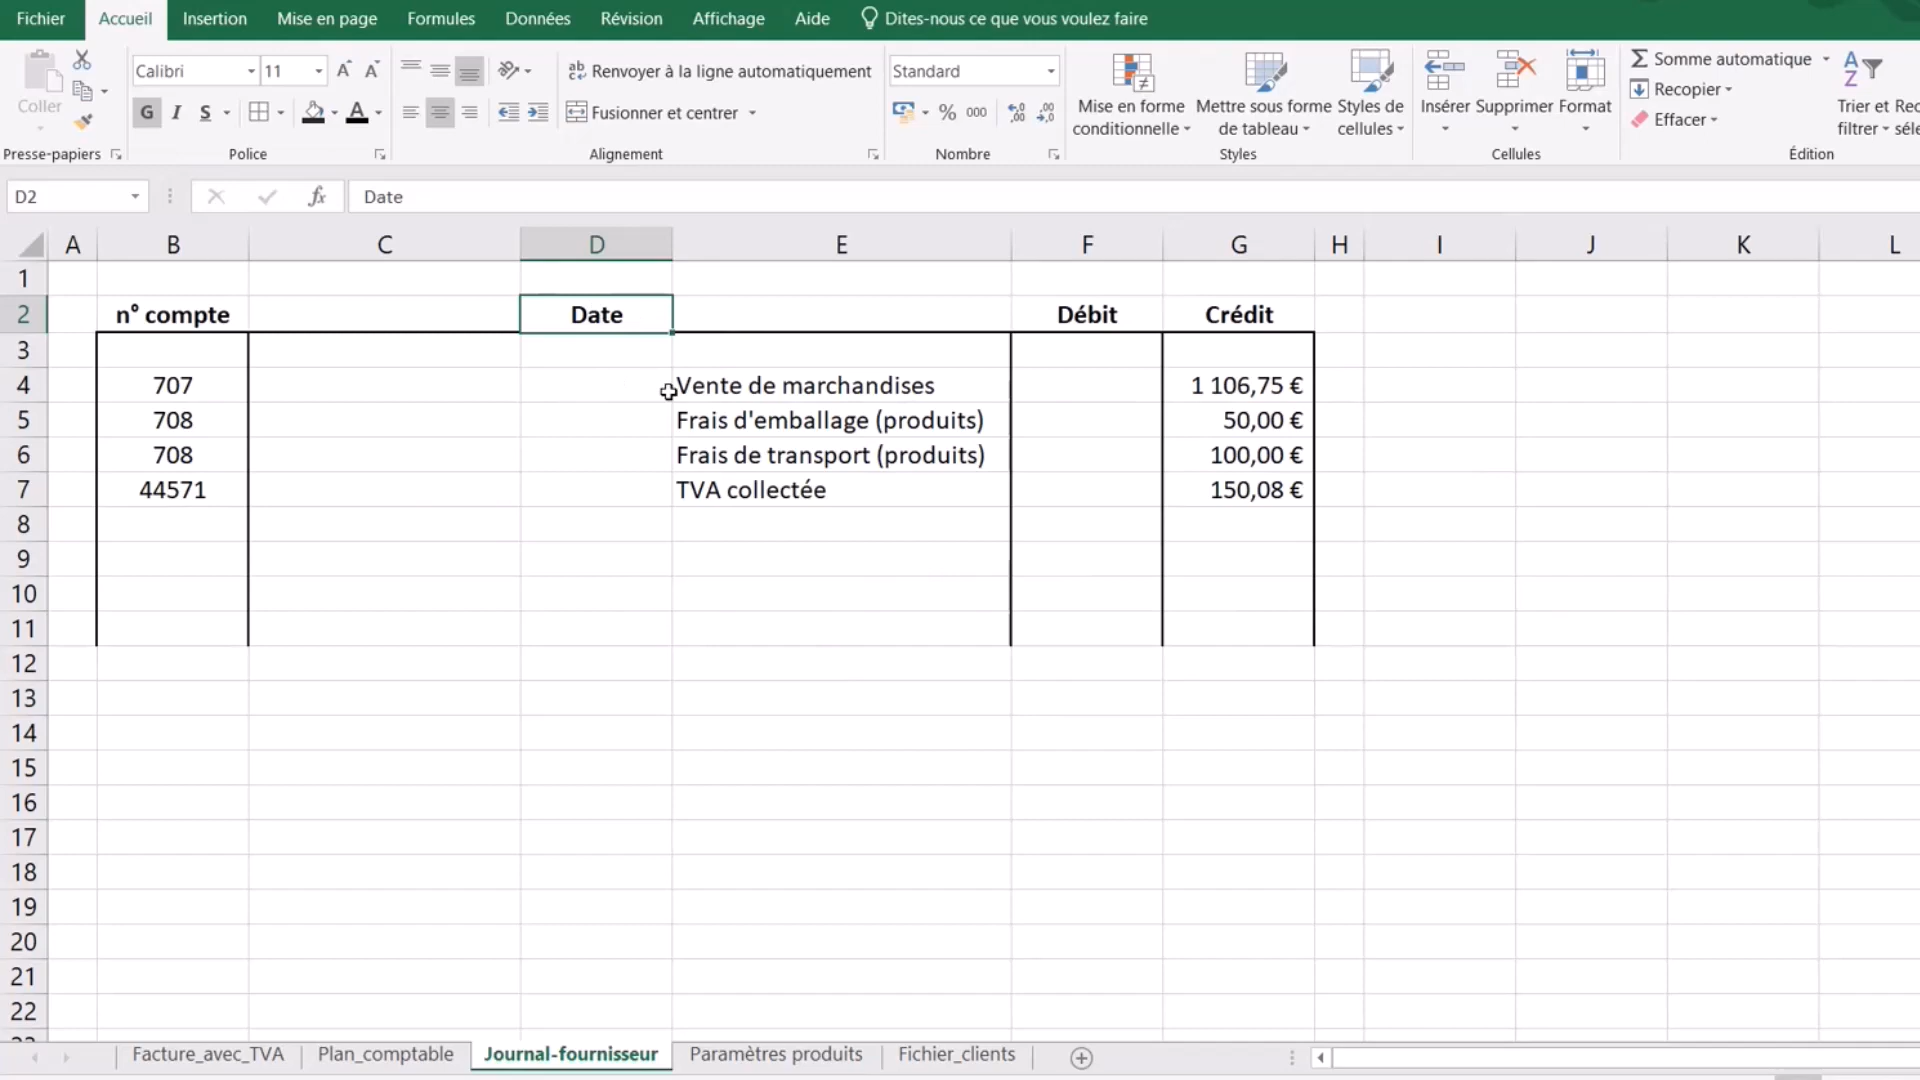 Fichier Accueil Insertion Mise en page Formules Données Révision Affichage Aide Dites-nous ce que vous voulez faire
Coller
Presse-papiers
Calibri 11 A A
G I S A
Police
ab Renvoyer à la ligne automatiquement
Fusionner et centrer
Alignement
Standard
% 000 ,00 ,00
Nombre
Mise en forme conditionnelle
Mettre sous forme de tableau
Styles de cellules
Styles
Insérer Supprimer Format
Cellules
Σ Somme automatique
Recopier
Effacer
A Z
Trier et filtrer
Édition
D2 fx Date
A B C D E F G H I J K L
1
2 n° compte Date Débit Crédit
3
4 707 Vente de marchandises 1 106,75 €
5 708 Frais d'emballage (produits) 50,00 €
6 708 Frais de transport (produits) 100,00 €
7 44571 TVA collectée 150,08 €
8
9
10
11
12
13
14
15
16
17
18
19
20
21
22
Facture_avec_TVA Plan_comptable Journal-fournisseur Paramètres produits Fichier_clients